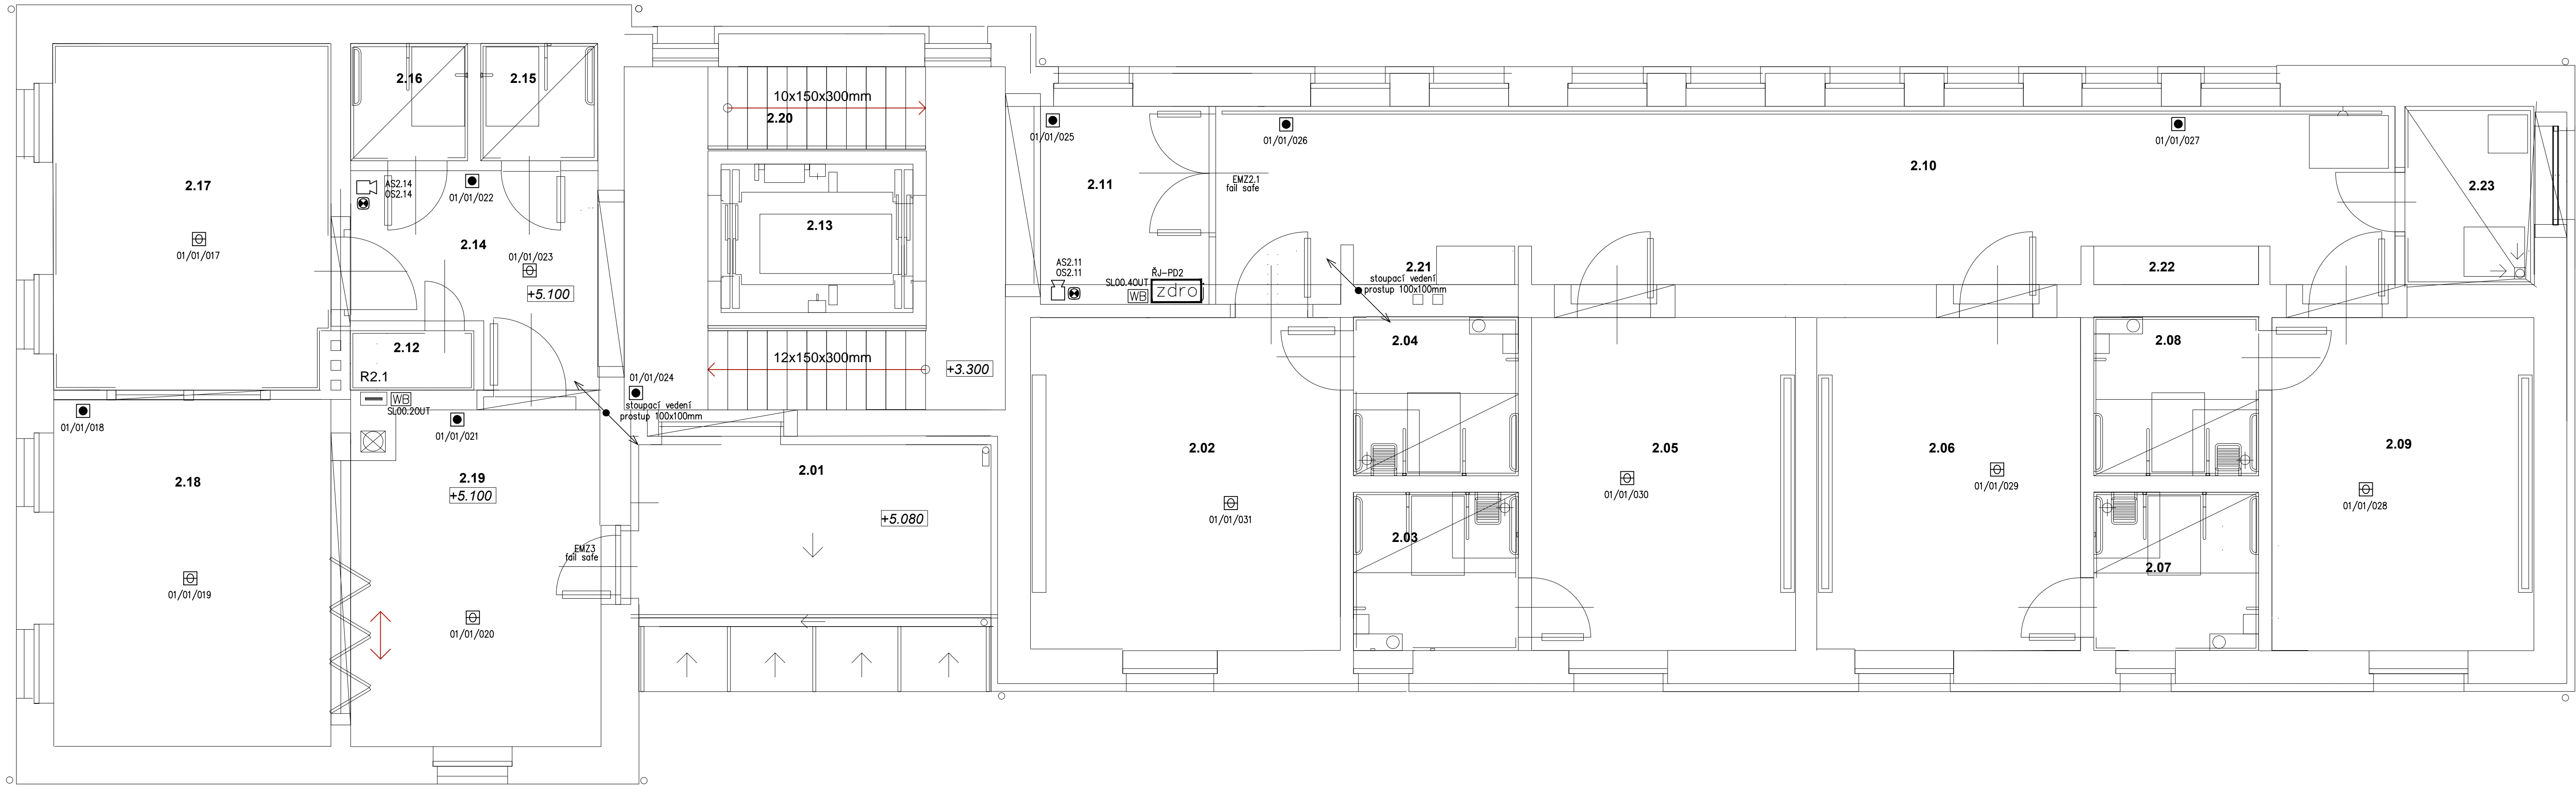 2.16
2.15
10x150x300mm
2.20
01/01/025
01/01/026
01/01/027
2.10
2.17
AS2.14
OS2.14
01/01/022
2.11
EMZ2.1
fail safe
2.23
2.13
2.14
01/01/017
01/01/023
+5.100
AS2.11
OS2.11
SL00.4OUT
WB
ŘJ-PD2
zdroj
2.21
stoupací vedení
prostup 100x100mm
2.22
2.12
R2.1
12x150x300mm
+3.300
2.04
2.08
01/01/024
stoupací vedení
prostup 100x100mm
WB
SL00.2OUT
01/01/018
01/01/021
2.18
2.19
+5.100
2.01
+5.080
2.02
2.05
2.06
2.09
01/01/031
01/01/030
01/01/029
01/01/028
2.03
2.07
EMZ3
fail safe
01/01/019
01/01/020